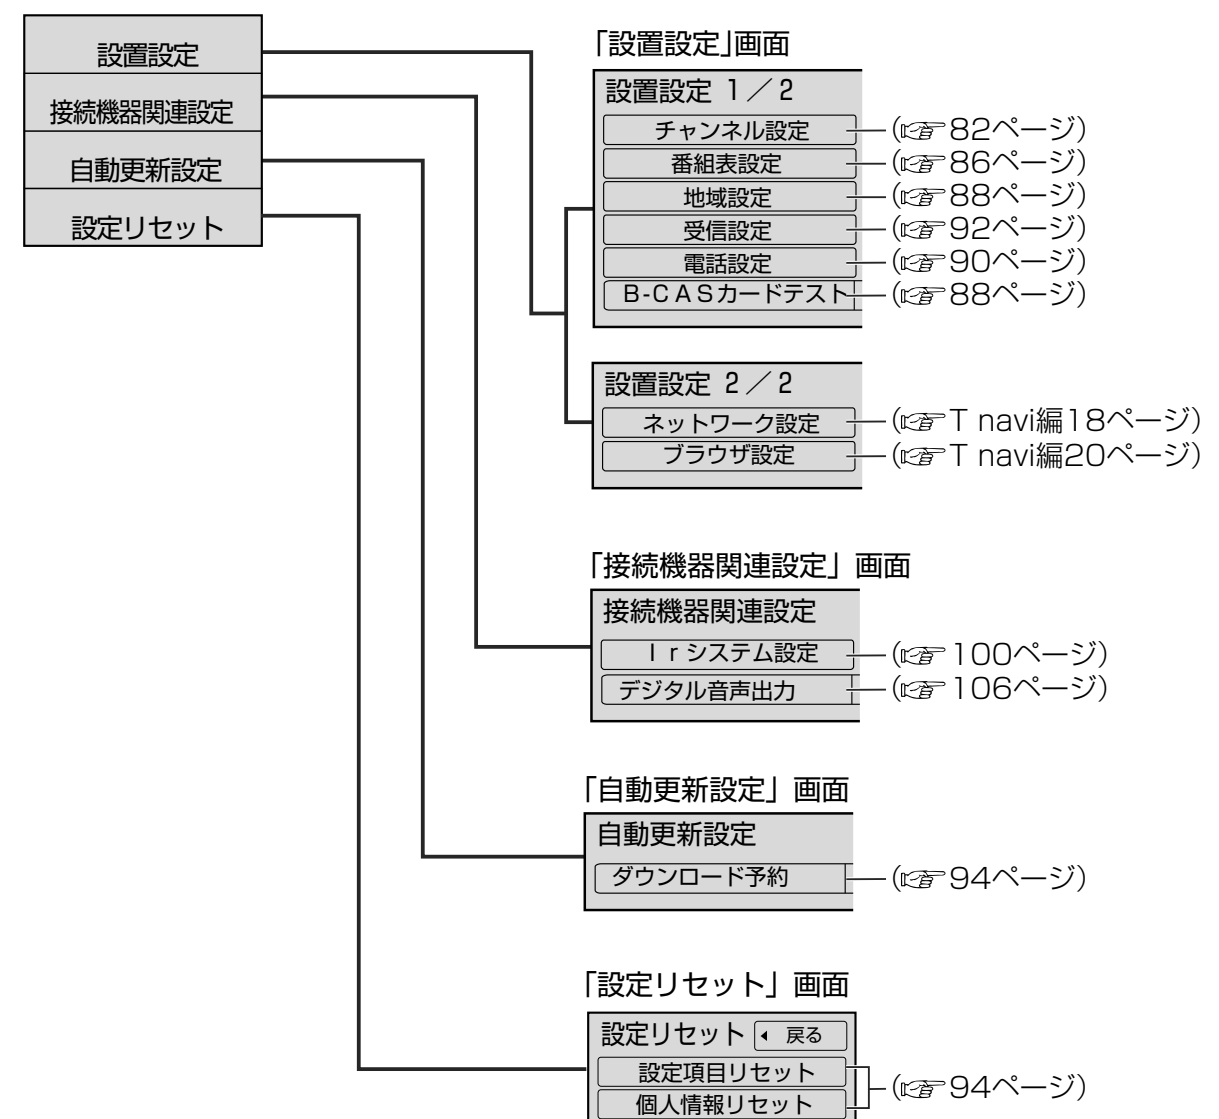 設置設定
接続機器関連設定
自動更新設定
設定リセット
「設置設定」画面
設置設定 1／2
チャンネル設定 (☞82ページ)
番組表設定 (☞86ページ)
地域設定 (☞88ページ)
受信設定 (☞92ページ)
電話設定 (☞90ページ)
B-CASカードテスト (☞88ページ)
設置設定 2／2
ネットワーク設定 (☞T navi編18ページ)
ブラウザ設定 (☞T navi編20ページ)
「接続機器関連設定」画面
接続機器関連設定
Irシステム設定 (☞100ページ)
デジタル音声出力 (☞106ページ)
「自動更新設定」画面
自動更新設定
ダウンロード予約 (☞94ページ)
「設定リセット」画面
設定リセット 戻る
設定項目リセット
個人情報リセット
(☞94ページ)